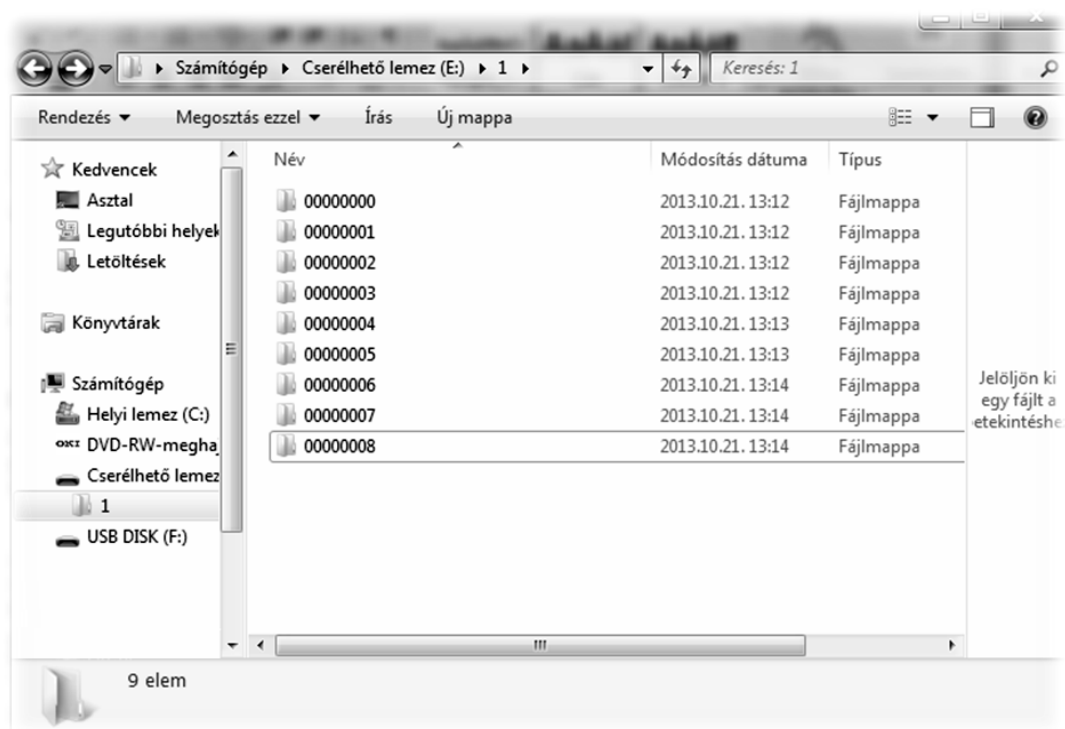 Számítógép ▸ Cserélhető lemez (E:) ▸ 1 ▸
Keresés: 1
Rendezés Megosztás ezzel Írás Új mappa
Kedvencek
Asztal
Legutóbbi helyek
Letöltések
Könyvtárak
Számítógép
Helyi lemez (C:)
DVD-RW-megha
Cserélhető lemez
1
USB DISK (F:)
Név Módosítás dátuma Típus
00000000 2013.10.21. 13:12 Fájlmappa
00000001 2013.10.21. 13:12 Fájlmappa
00000002 2013.10.21. 13:12 Fájlmappa
00000003 2013.10.21. 13:12 Fájlmappa
00000004 2013.10.21. 13:13 Fájlmappa
00000005 2013.10.21. 13:13 Fájlmappa
00000006 2013.10.21. 13:14 Fájlmappa
00000007 2013.10.21. 13:14 Fájlmappa
00000008 2013.10.21. 13:14 Fájlmappa
Jelöljön ki
egy fájlt a
etekintéshe
9 elem